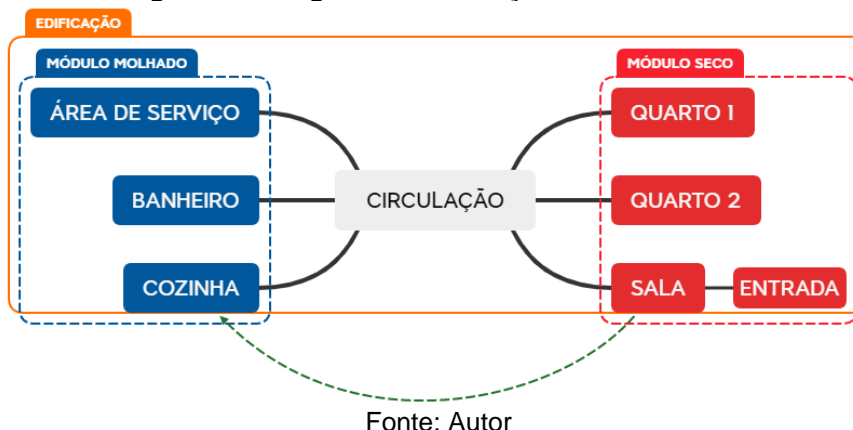 EDIFICAÇÃO
MÓDULO MOLHADO
MÓDULO SECO
ÁREA DE SERVIÇO
QUARTO 1
BANHEIRO
CIRCULAÇÃO
QUARTO 2
COZINHA
SALA
ENTRADA
Fonte: Autor